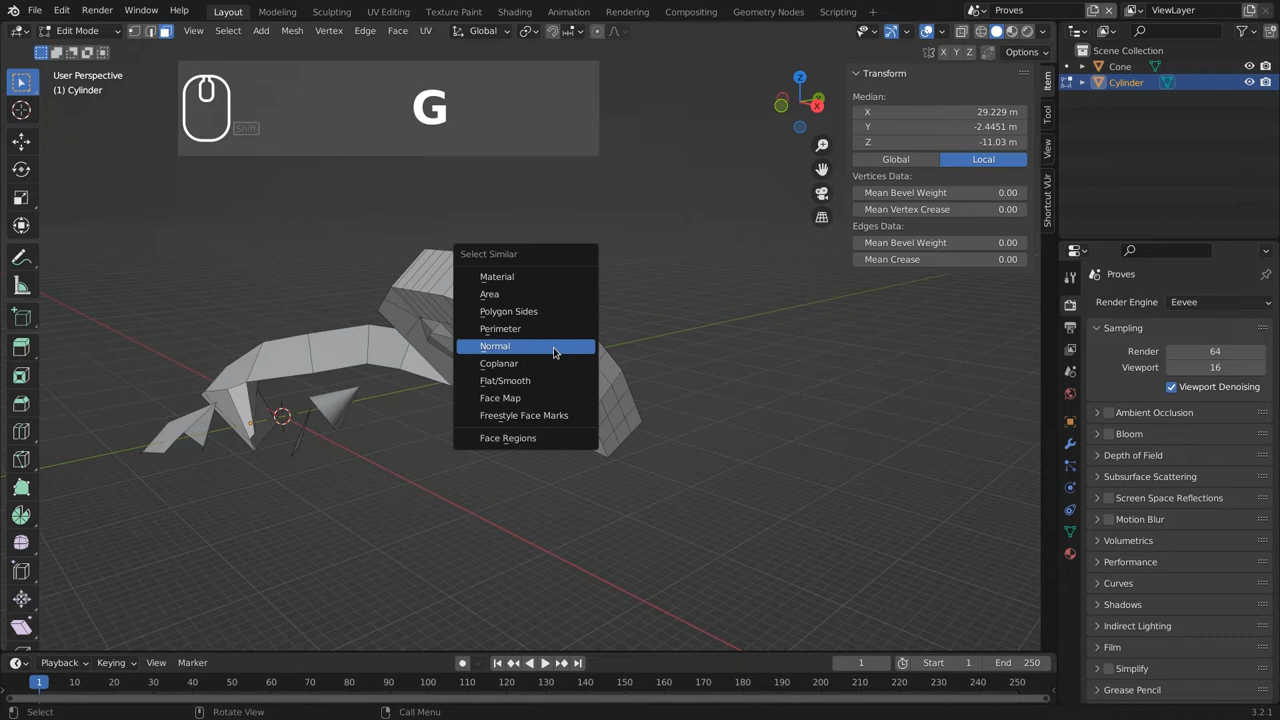 File Edit Render Window Help Layout Modeling Sculpting UV Editing Texture Paint Shading Animation Rendering Compositing Geometry Nodes Scripting Proves ViewLayer
Edit Mode View Select Add Mesh Vertex Edge Face UV Global
X Y Z Options
User Perspective
(1) Cylinder
G
Shift
Z
Y
X
Select Similar
Material
Area
Polygon Sides
Perimeter
Normal
Coplanar
Flat/Smooth
Face Map
Freestyle Face Marks
Face Regions
Transform
Median:
X 29.229 m
Y -2.4451 m
Z -11.03 m
Global Local
Vertices Data:
Mean Bevel Weight 0.00
Mean Vertex Crease 0.00
Edges Data:
Mean Bevel Weight 0.00
Mean Crease 0.00
Item
Tool
View
Shortcut VUr
Scene Collection
Cone
Cylinder
Proves
Render Engine Eevee
Sampling
Render 64
Viewport 16
Viewport Denoising
Ambient Occlusion
Bloom
Depth of Field
Subsurface Scattering
Screen Space Reflections
Motion Blur
Volumetrics
Performance
Curves
Shadows
Indirect Lighting
Film
Simplify
Grease Pencil
Playback Keying View Marker 1 Start 1 End 250
1 10 20 30 40 50 60 70 80 90 100 110 120 130 140 150 160 170 180 190 200 210 220 230 240 250
Select Rotate View Call Menu 3.2.1